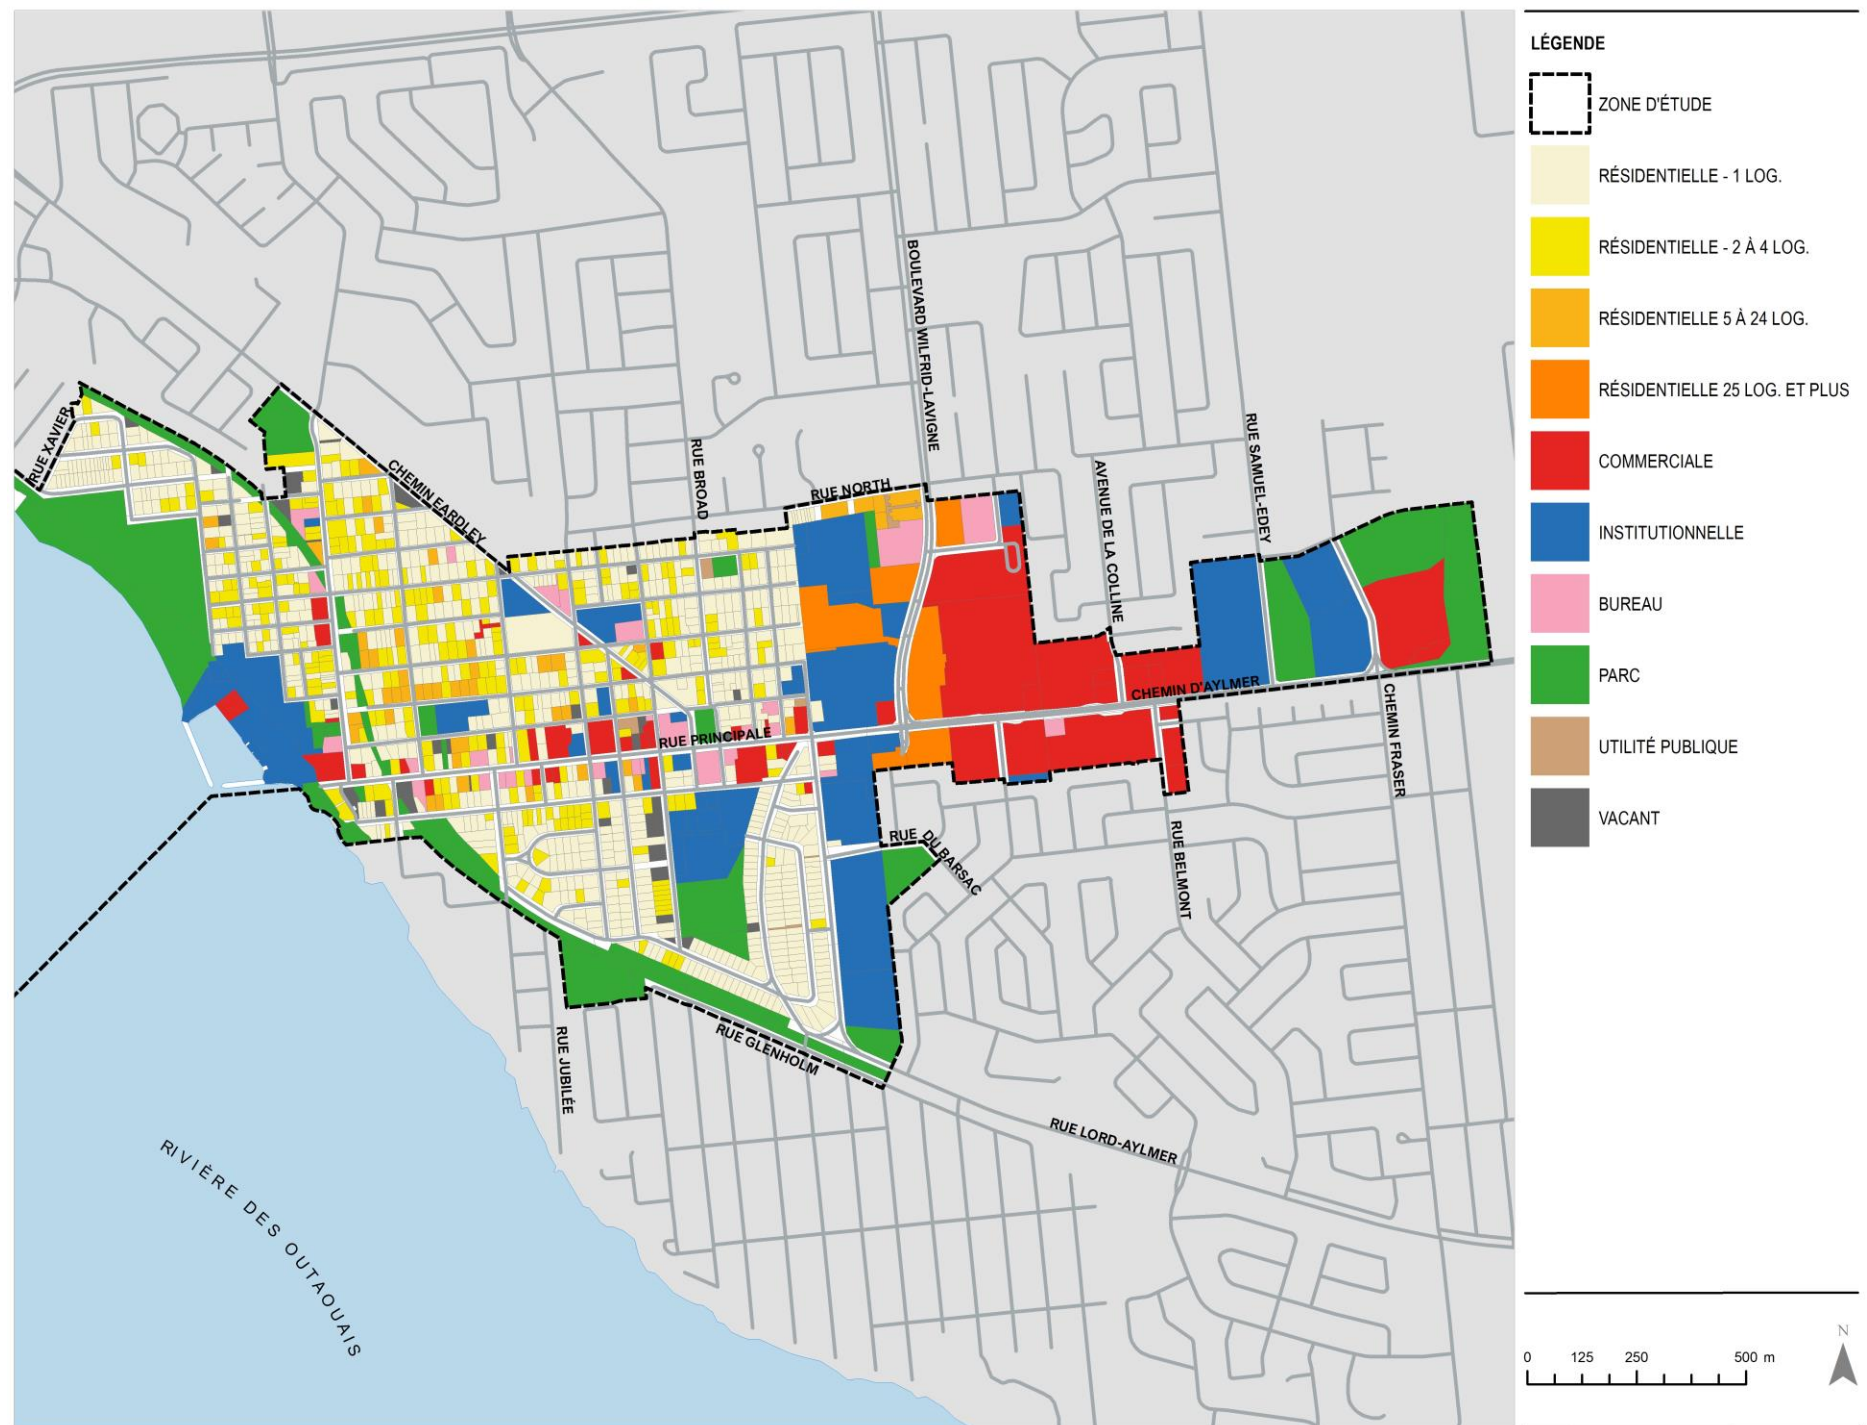 LÉGENDE
ZONE D'ÉTUDE
RÉSIDENTIELLE - 1 LOG.
RÉSIDENTIELLE - 2 À 4 LOG.
RÉSIDENTIELLE 5 À 24 LOG.
RÉSIDENTIELLE 25 LOG. ET PLUS
COMMERCIALE
INSTITUTIONNELLE
BUREAU
PARC
UTILITÉ PUBLIQUE
VACANT
BOULEVARD WILFRID-LAVIGNE
RUE XAVIER
CHEMIN EARDLEY
RUE BROAD
RUE NORTH
AVENUE DE LA COLLINE
RUE SAMUEL-EDEY
CHEMIN D'AYLMER
RUE PRINCIPALE
CHEMIN FRASER
RUE DU BARSAC
RUE BELMONT
RUE JUBILÉE
RUE GLENHOLM
RUE LORD-AYLMER
RIVIÈRE DES OUTAOUAIS
N
0 125 250 500 m